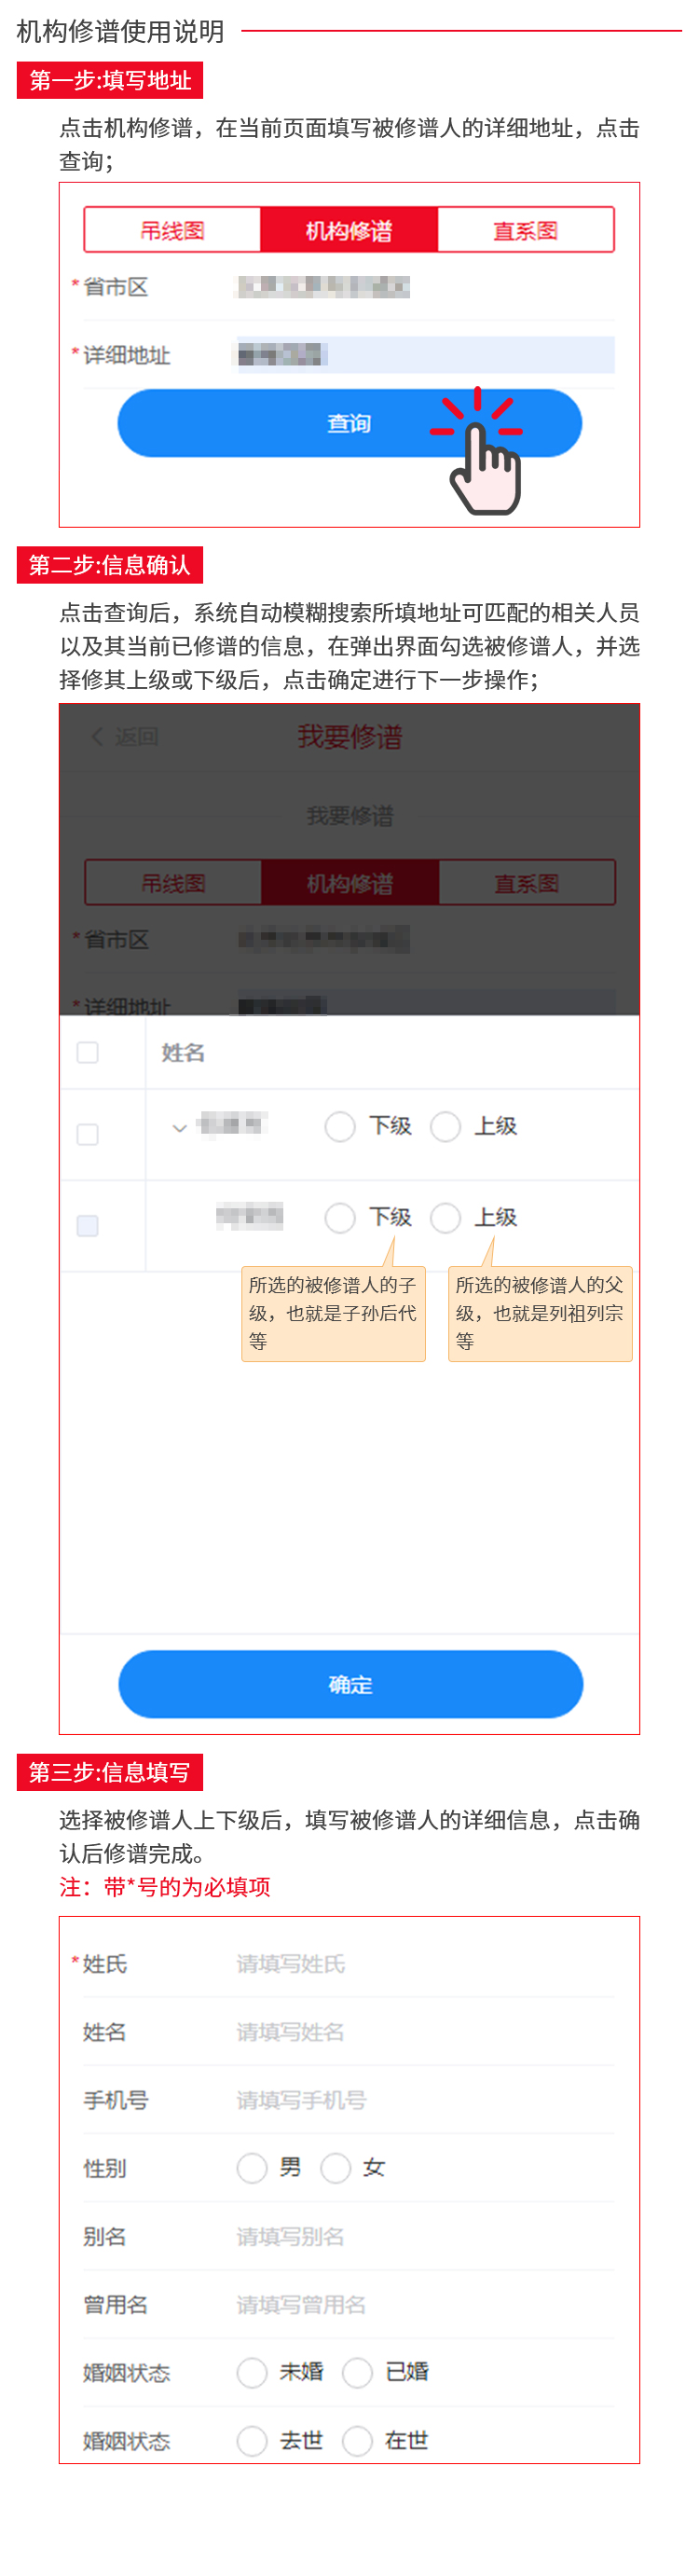 机构修谱使用说明
第一步:填写地址
点击机构修谱，在当前页面填写被修谱人的详细地址，点击
查询；
吊线图 机构修谱 直系图
*省市区
*详细地址
查询
第二步:信息确认
点击查询后，系统自动模糊搜索所填地址可匹配的相关人员
以及其当前已修谱的信息，在弹出界面勾选被修谱人，并选
择修其上级或下级后，点击确定进行下一步操作；
返回 我要修谱
我要修谱
吊线图 机构修谱 直系图
*省市区
*详细地址
姓名
下级 上级
下级 上级
所选的被修谱人的子
级，也就是子孙后代
等
所选的被修谱人的父
级，也就是列祖列宗
等
确定
第三步:信息填写
选择被修谱人上下级后，填写被修谱人的详细信息，点击确
认后修谱完成。
注：带*号的为必填项
*姓氏 请填写姓氏
姓名 请填写姓名
手机号 请填写手机号
性别 男 女
别名 请填写别名
曾用名 请填写曾用名
婚姻状态 未婚 已婚
婚姻状态 去世 在世